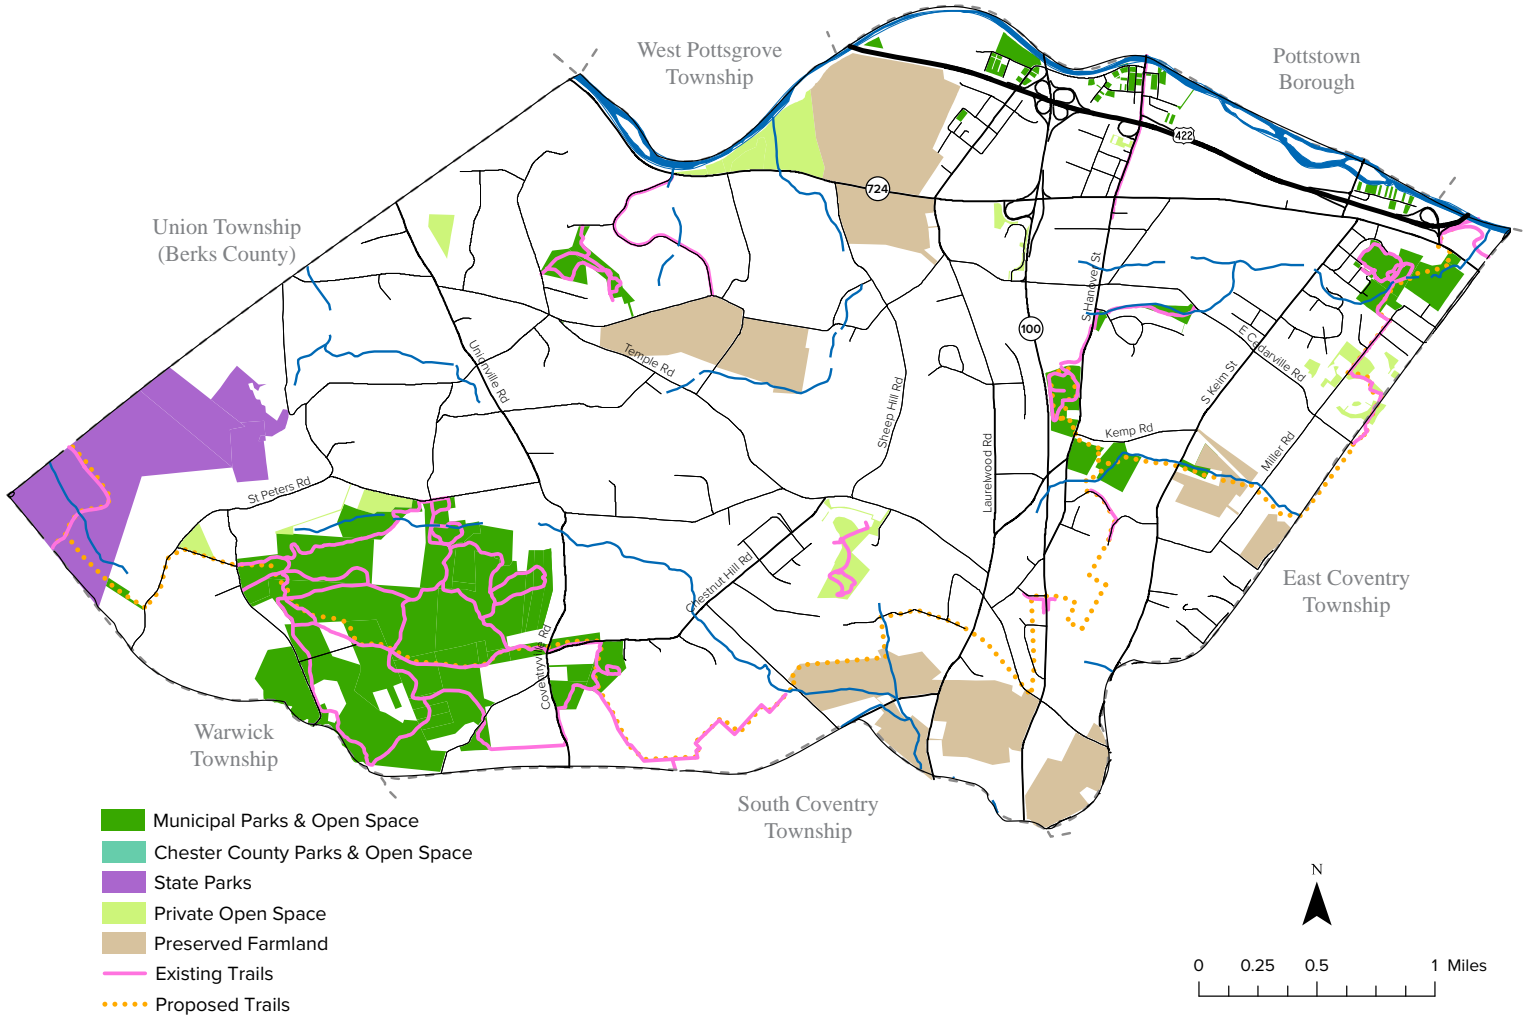 West Pottsgrove
Township
Pottstown
Borough
422
724
Union Township
(Berks County)
S Hanover St
100
Unionville Rd
Temple Rd
E Cedarville Rd
S Keim St
Sheep Hill Rd
Laurelwood Rd
Kemp Rd
Miller Rd
St Peters Rd
Chestnut Hill Rd
East Coventry
Township
Coventryville Rd
Warwick
Township
South Coventry
Township
Municipal Parks & Open Space
Chester County Parks & Open Space
State Parks
Private Open Space
Preserved Farmland
Existing Trails
Proposed Trails
N
0 0.25 0.5 1 Miles